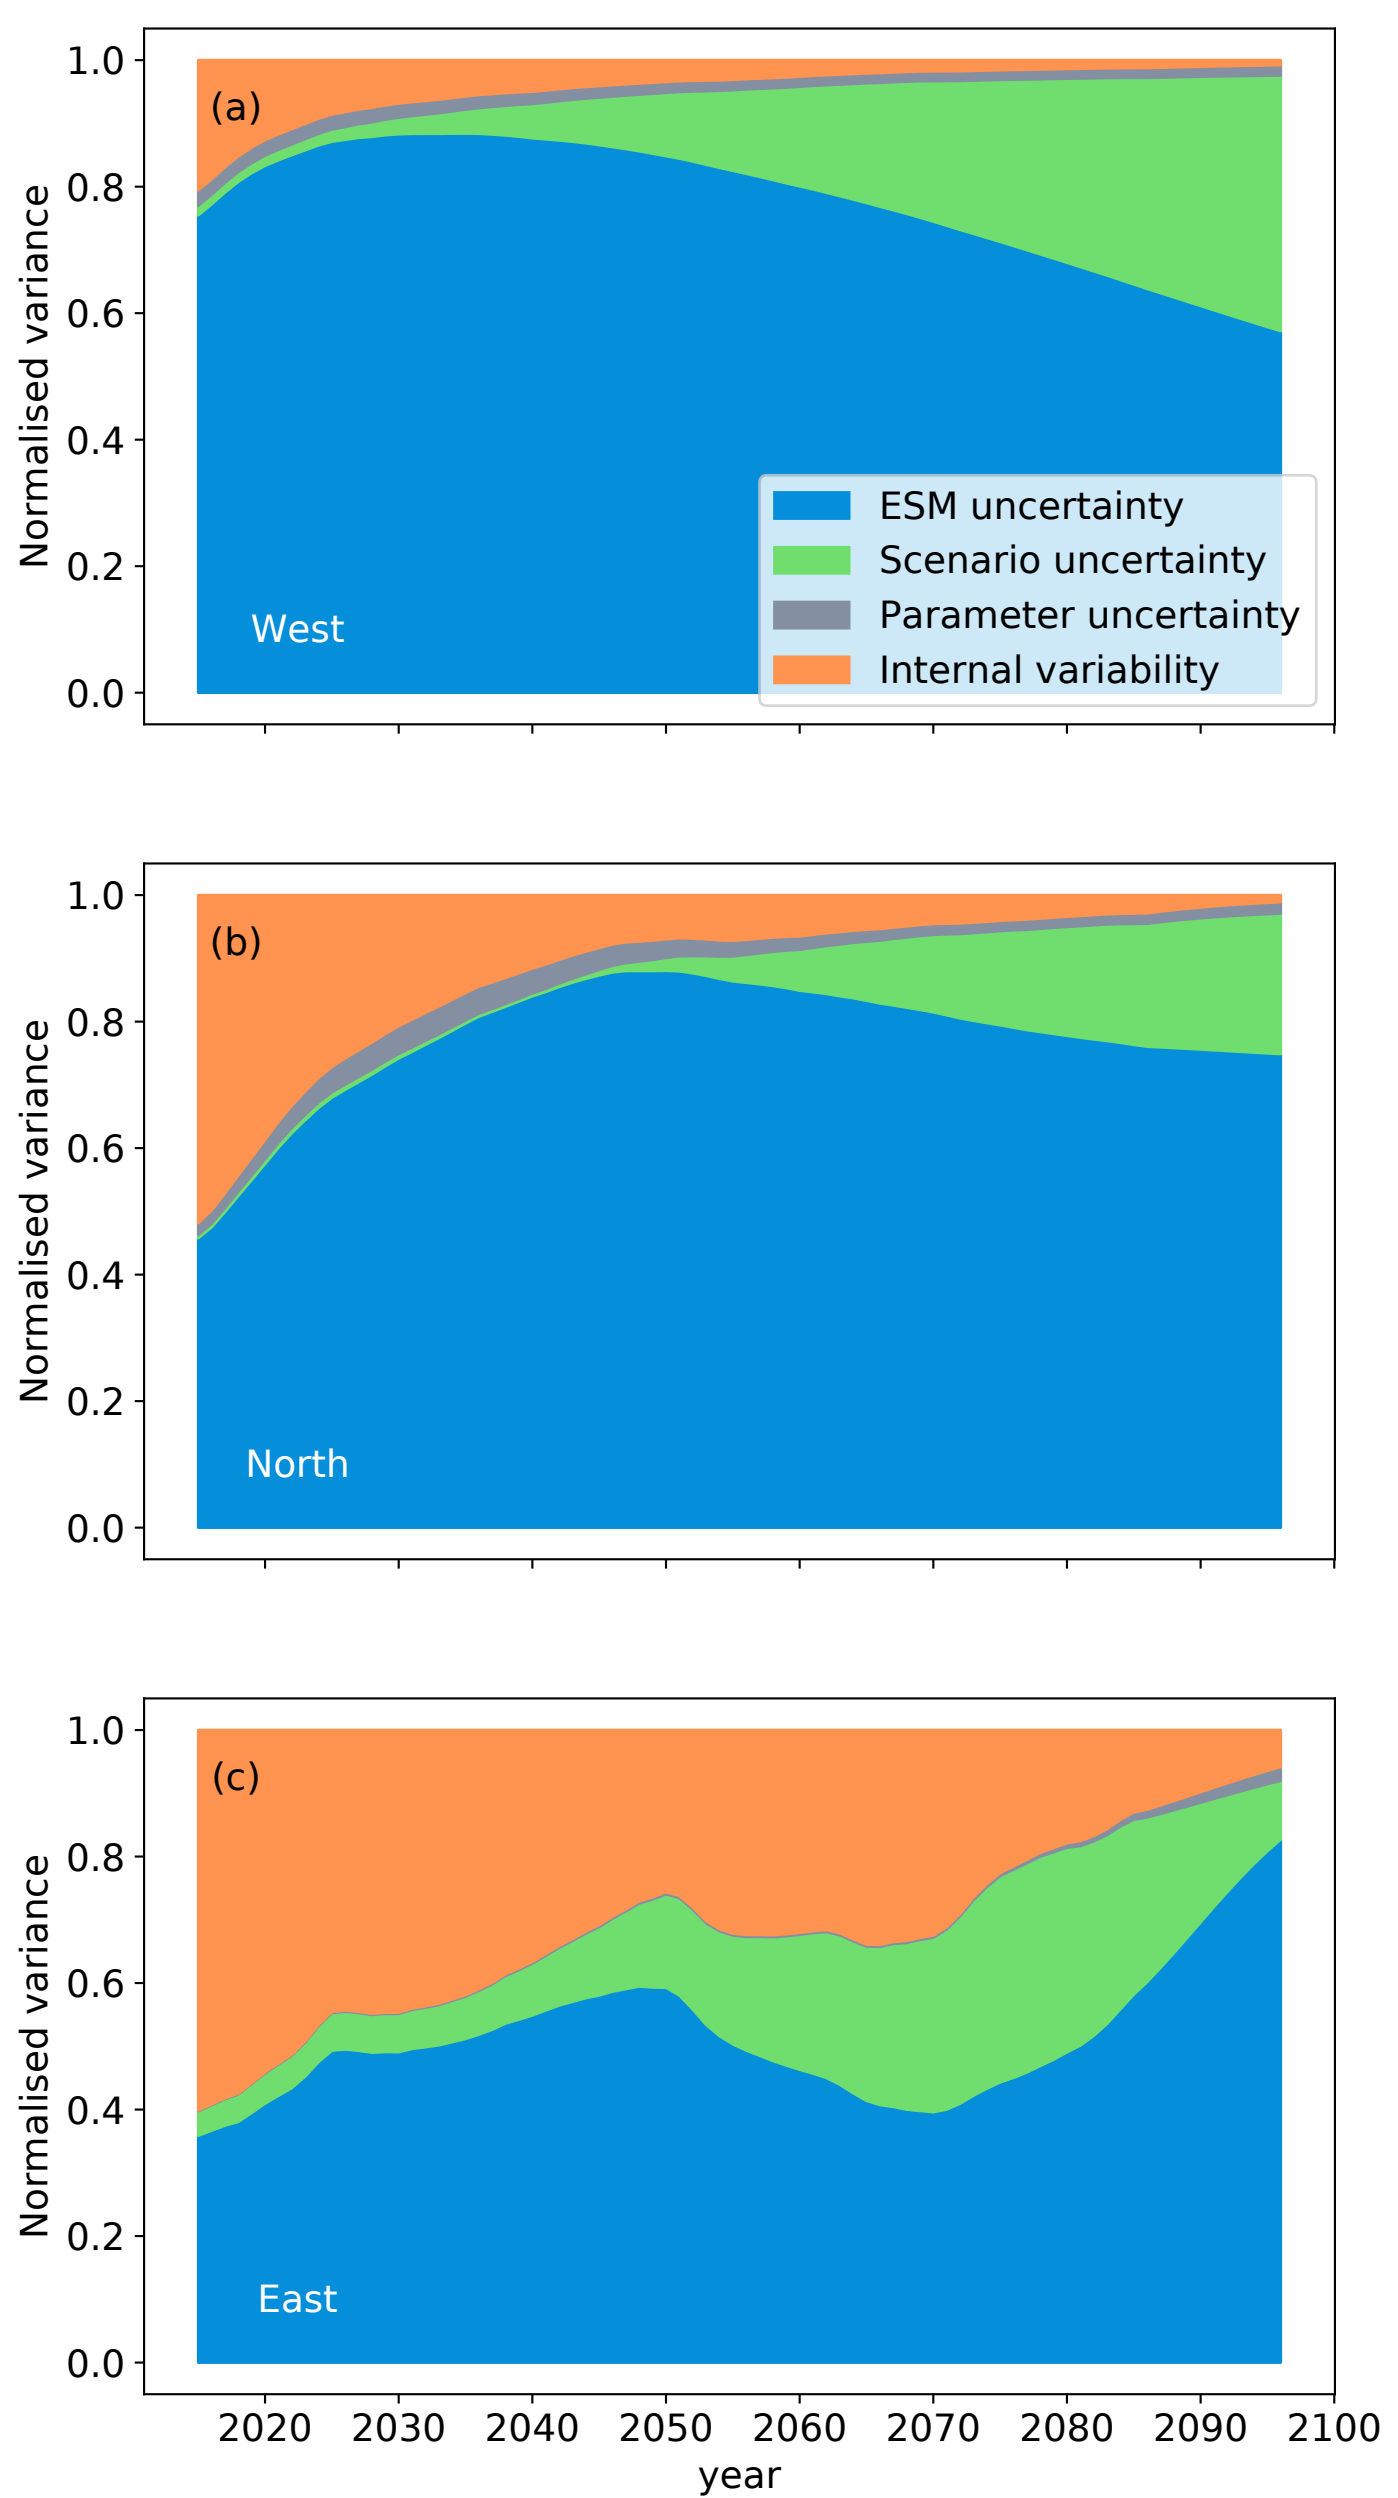 1.0
(a)
0.8
0.6
0.4
0.2
0.0
Normalised variance
West
ESM uncertainty
Scenario uncertainty
Parameter uncertainty
Internal variability
1.0
(b)
0.8
0.6
0.4
0.2
0.0
Normalised variance
North
1.0
(c)
0.8
0.6
0.4
0.2
0.0
Normalised variance
East
2020 2030 2040 2050 2060 2070 2080 2090 2100
year